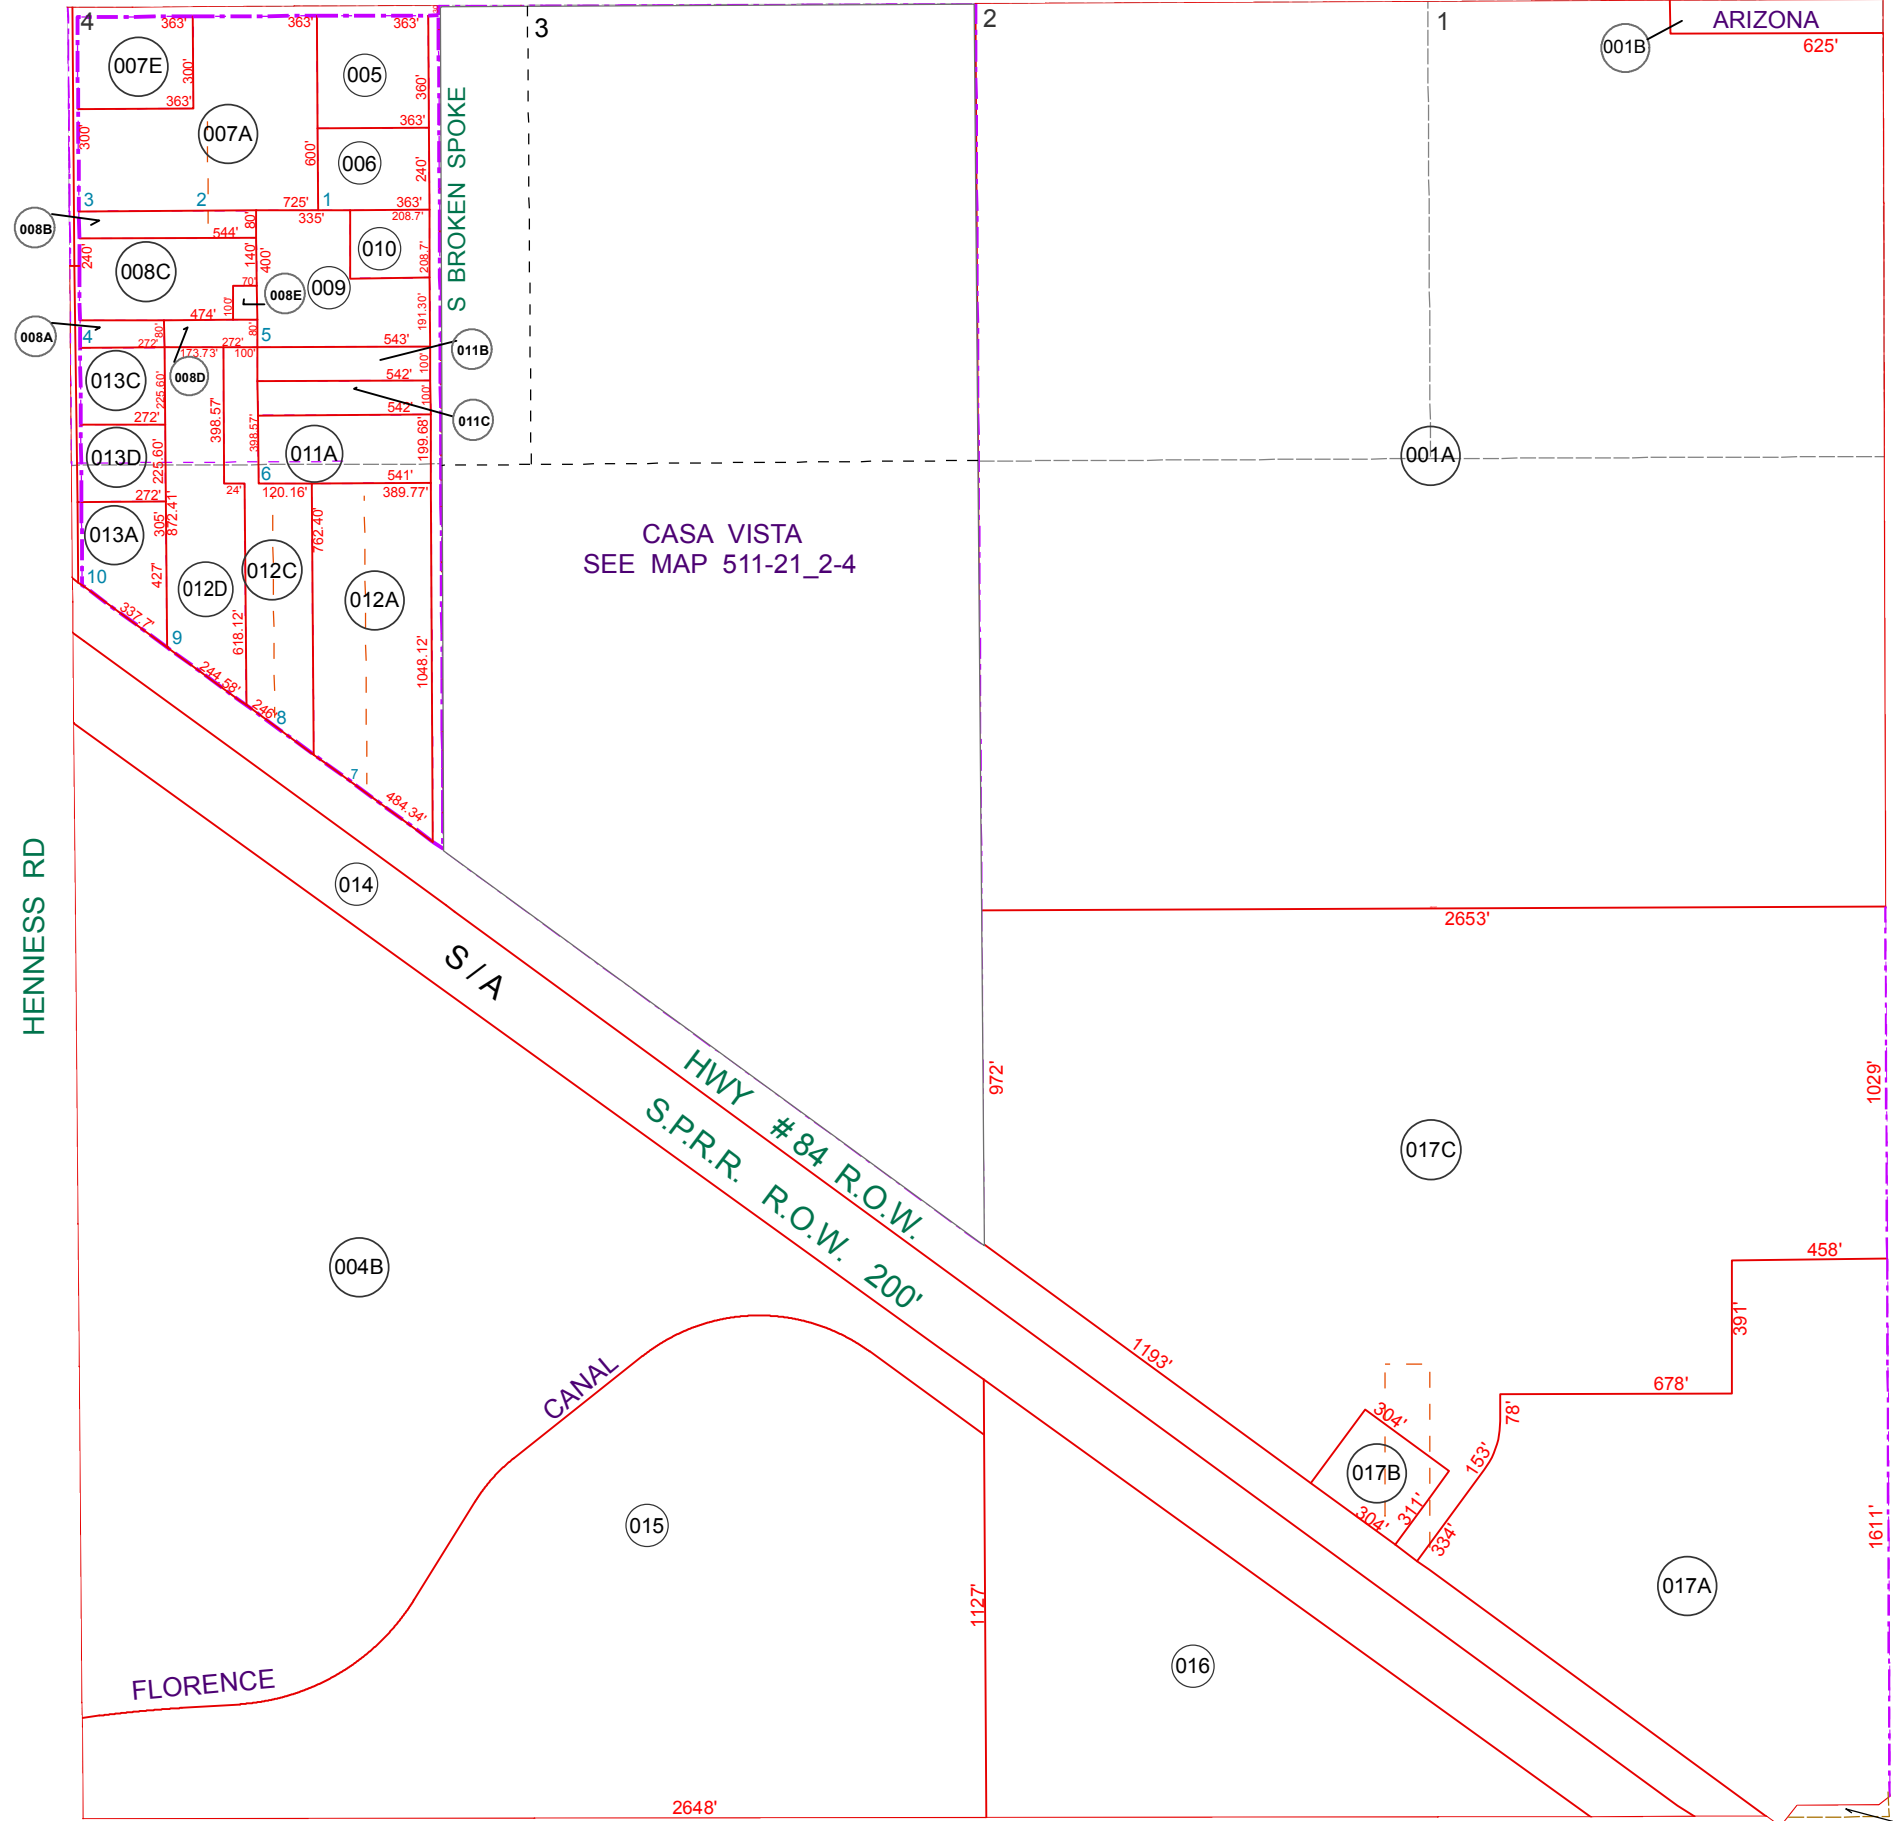 4
3
2
1
ARIZONA
625'
001B
363'
363'
363'
007E
300'
363'
005
360'
363'
007A
300'
600'
006
240'
3
2
725'
1
363'
S BROKEN SPOKE
008B
544'
80'
335'
208.7'
010
208.7'
240'
008C
140'
400'
70'
100'
008E
009
191.30'
474'
008A
4
80'
272'
272'
80'
5
543'
011B
173.73'
100'
008D
100'
542'
013C
225.60'
272'
398.57'
398.57'
100'
542'
011C
013D
225.60'
272'
011A
199.68'
6
541'
24'
120.16'
389.77'
001A
013A
305'
872.41'
427'
762.40'
CASA VISTA
SEE MAP 511-21_2-4
10
012D
012C
012A
337.7'
9
618.12'
1048.12'
244.58'
246'
8
7
484.34'
HENNESS RD
014
S / A
2653'
HWY #84 R.O.W.
S.P.R.R. R.O.W. 200'
972'
1029'
017C
004B
458'
391'
1193'
678'
78'
CANAL
304'
017B
153'
311'
304'
334'
015
1611'
017A
1127'
016
FLORENCE
2648'